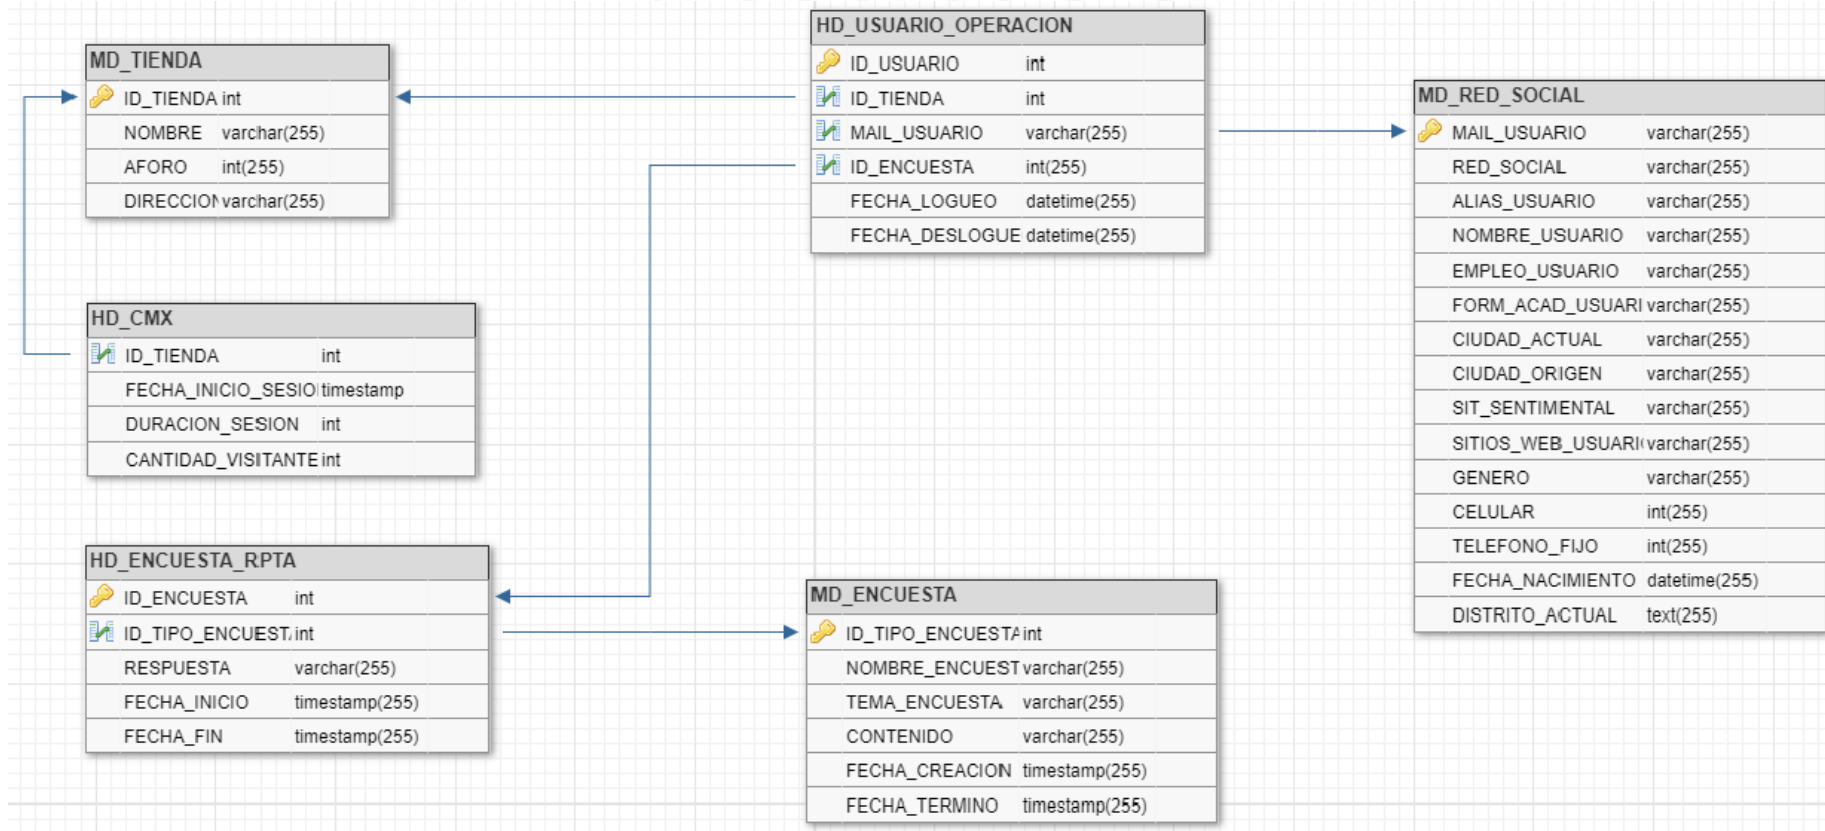 MD_TIENDA
ID_TIENDA int
NOMBRE varchar(255)
AFORO int(255)
DIRECCION varchar(255)
HD_USUARIO_OPERACION
ID_USUARIO int
ID_TIENDA int
MAIL_USUARIO varchar(255)
ID_ENCUESTA int(255)
FECHA_LOGUEO datetime(255)
FECHA_DESLOGUE datetime(255)
MD_RED_SOCIAL
MAIL_USUARIO varchar(255)
RED_SOCIAL varchar(255)
ALIAS_USUARIO varchar(255)
NOMBRE_USUARIO varchar(255)
EMPLEO_USUARIO varchar(255)
FORM_ACAD_USUARI varchar(255)
CIUDAD_ACTUAL varchar(255)
CIUDAD_ORIGEN varchar(255)
SIT_SENTIMENTAL varchar(255)
SITIOS_WEB_USUARI varchar(255)
GENERO varchar(255)
CELULAR int(255)
TELEFONO_FIJO int(255)
FECHA_NACIMIENTO datetime(255)
DISTRITO_ACTUAL text(255)
HD_CMX
ID_TIENDA int
FECHA_INICIO_SESIO timestamp
DURACION_SESION int
CANTIDAD_VISITANTE int
HD_ENCUESTA_RPTA
ID_ENCUESTA int
ID_TIPO_ENCUEST int
RESPUESTA varchar(255)
FECHA_INICIO timestamp(255)
FECHA_FIN timestamp(255)
MD_ENCUESTA
ID_TIPO_ENCUESTA int
NOMBRE_ENCUEST varchar(255)
TEMA_ENCUESTA varchar(255)
CONTENIDO varchar(255)
FECHA_CREACION timestamp(255)
FECHA_TERMINO timestamp(255)